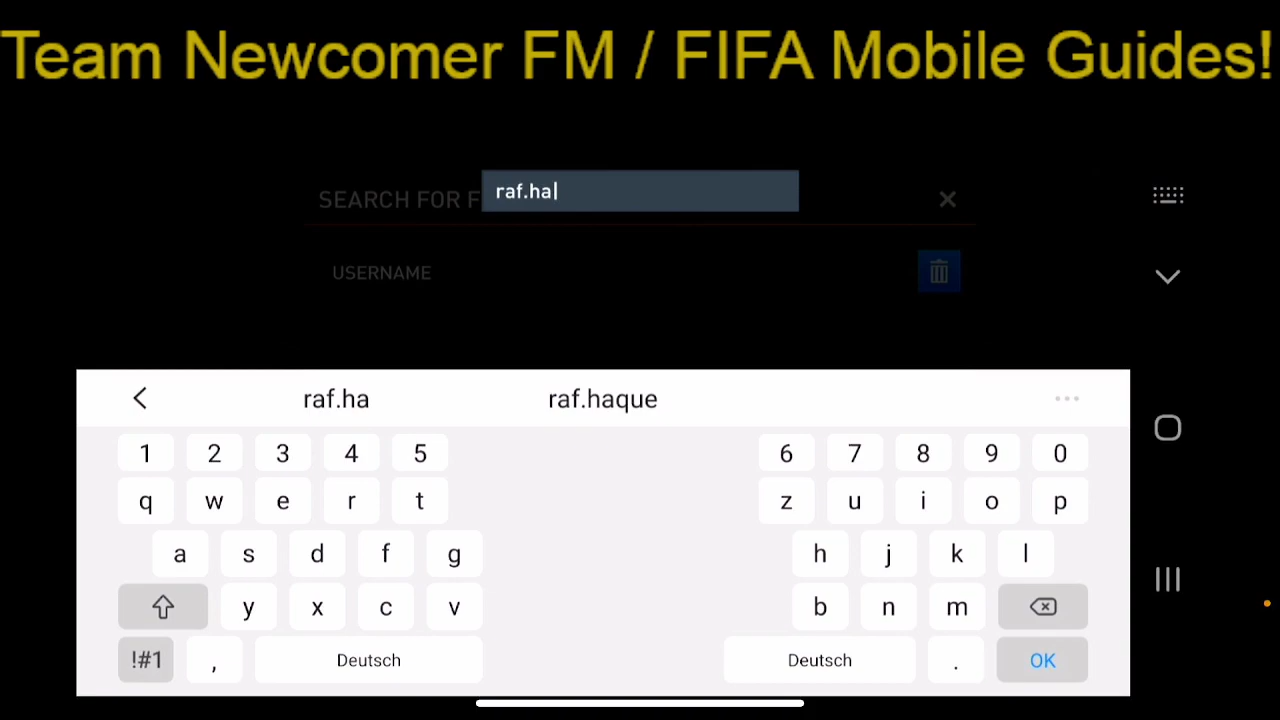 Team Newcomer FM / FIFA Mobile Guides!
SEARCH FOR F
raf.ha
USERNAME
raf.ha raf.haque
1 2 3 4 5 6 7 8 9 0
q w e r t z u i o p
a s d f g h j k l
y x c v b n m
!#1 , Deutsch Deutsch . OK